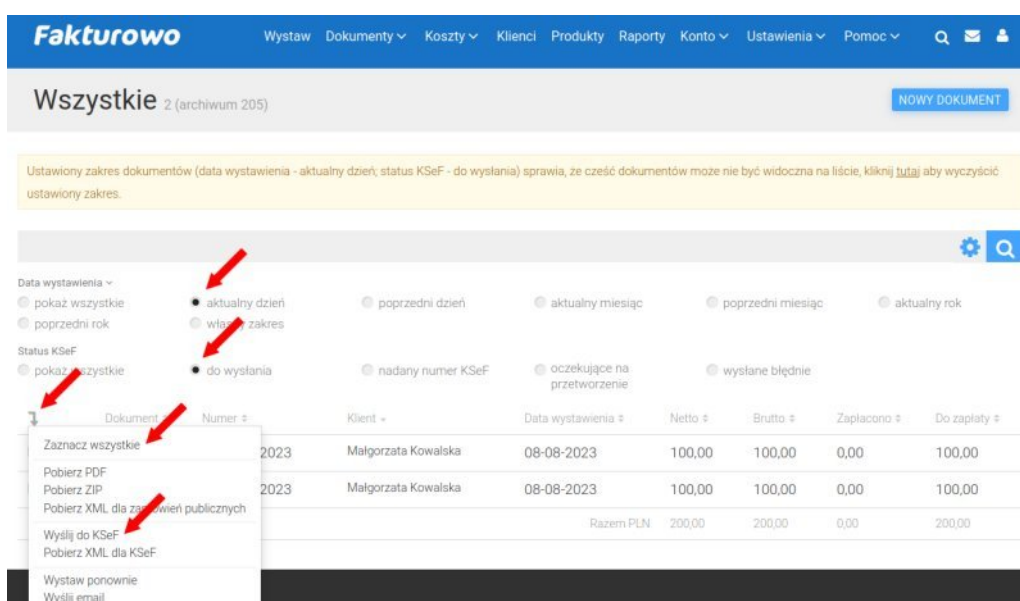 Fakturowo
Wystaw Dokumenty Koszty Klienci Produkty Raporty Konto Ustawienia Pomoc
Wszystkie 2 (archiwum 205)
NOWY DOKUMENT
Ustawiony zakres dokumentów (data wystawienia - aktualny dzień; status KSeF - do wysłania) sprawia, że cześć dokumentów może nie być widoczna na liście, kliknij tutaj aby wyczyścić
ustawiony zakres.
Data wystawienia
pokaż wszystkie aktualny dzień poprzedni dzień aktualny miesiąc poprzedni miesiąc aktualny rok
poprzedni rok własny zakres
Status KSeF
pokaż wszystkie do wysłania nadany numer KSeF oczekujące na przetworzenie wysłane błędnie
Dokument Numer Klient Data wystawienia Netto Brutto Zapłacono Do zapłaty
Zaznacz wszystkie
2023 Małgorzata Kowalska 08-08-2023 100,00 100,00 0,00 100,00
Pobierz PDF
Pobierz ZIP
2023 Małgorzata Kowalska 08-08-2023 100,00 100,00 0,00 100,00
Pobierz XML dla zamówień publicznych
Razem PLN 200,00 200,00 0,00 200,00
Wyślij do KSeF
Pobierz XML dla KSeF
Wystaw ponownie
Wyślij email